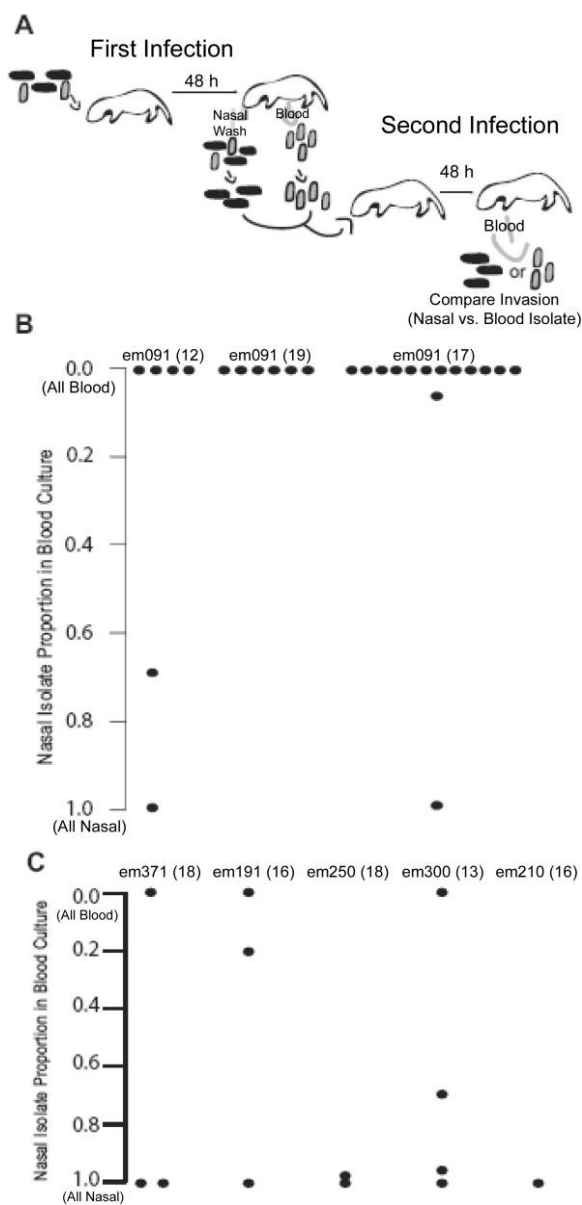 A
First Infection
48 h
Nasal
Wash
Blood
Second Infection
48 h
Blood
or
Compare Invasion
(Nasal vs. Blood Isolate)
B
em091 (12) em091 (19) em091 (17)
Nasal Isolate Proportion in Blood Culture
0.0
(All Blood)
0.2
0.4
0.6
0.8
1.0
(All Nasal)
C
em371 (18) em191 (16) em250 (18) em300 (13) em210 (16)
Nasal Isolate Proportion in Blood Culture
0.0
(All Blood)
0.2
0.4
0.6
0.8
1.0
(All Nasal)